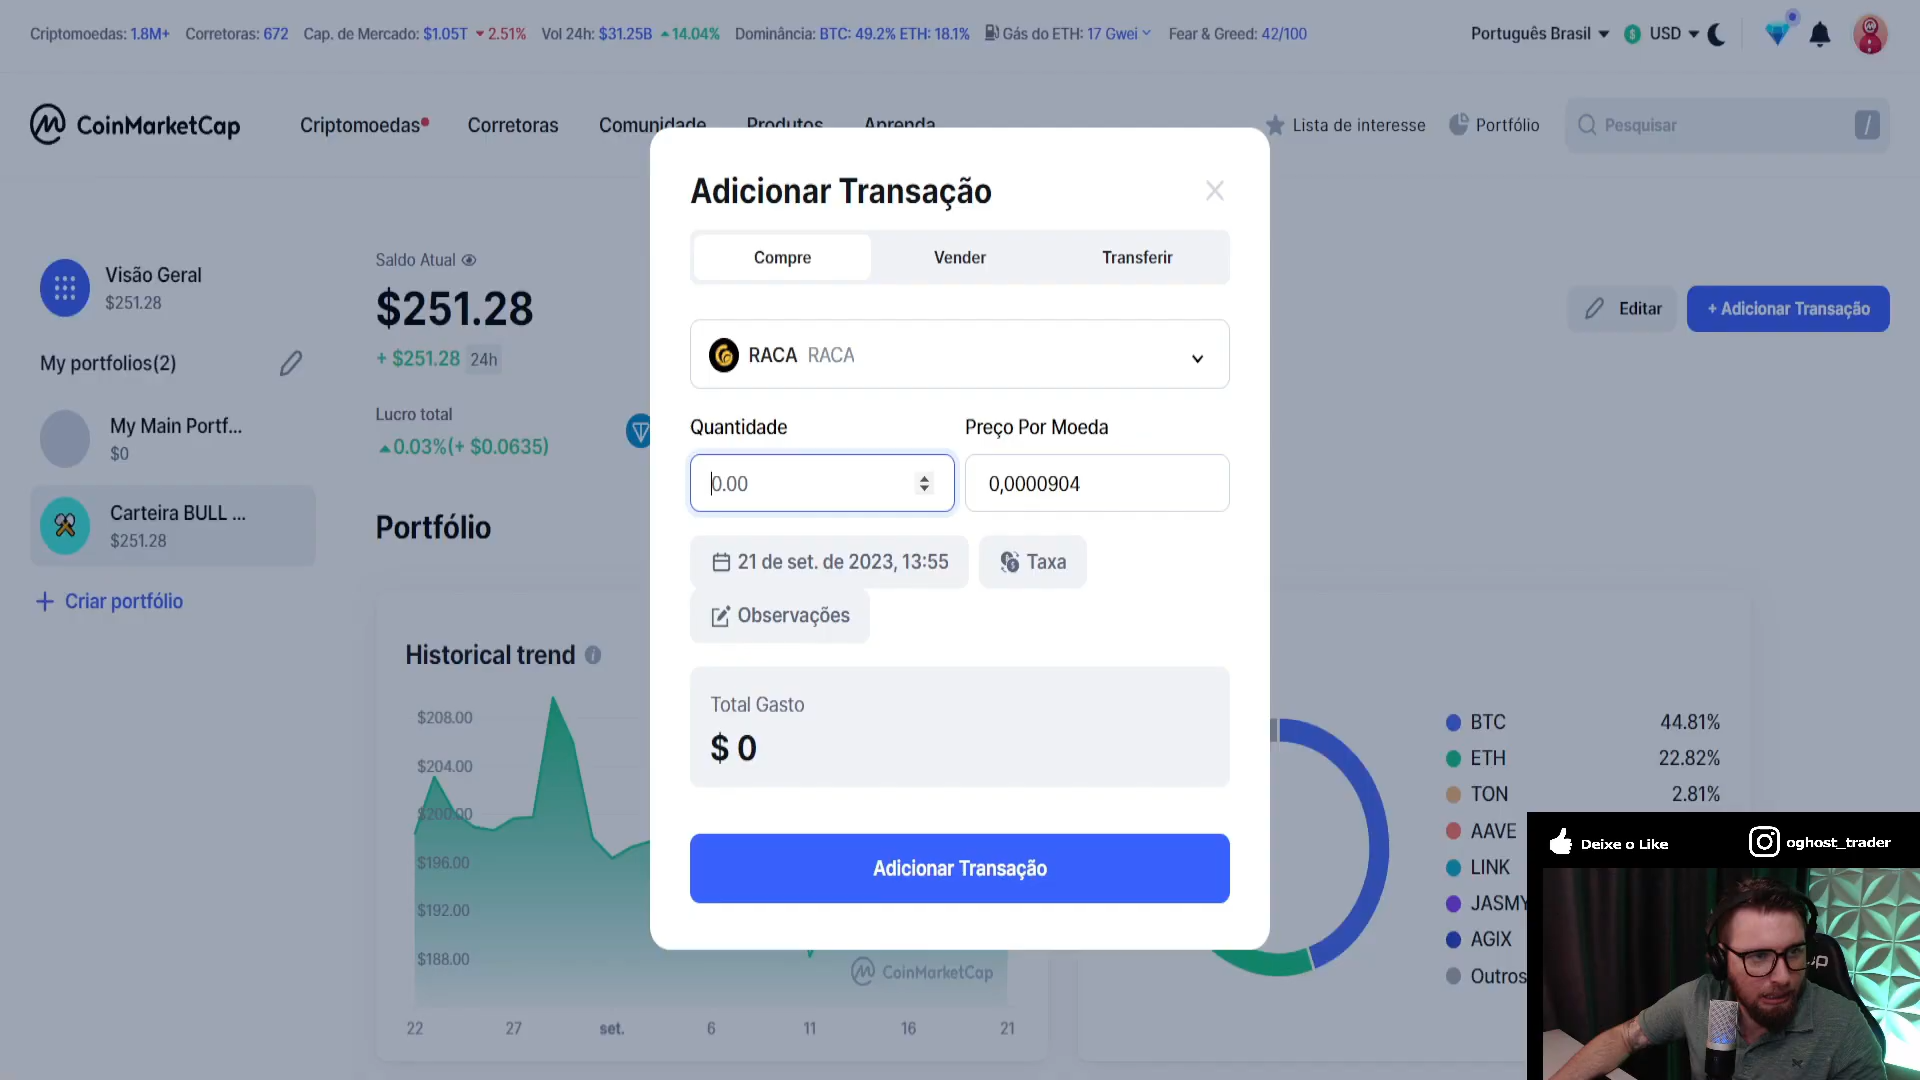 Criptomoedas: 1.8M+ Corretoras: 672 Cap. de Mercado: $1.05T 2.51% Vol 24h: $31.25B 14.04% Dominância: BTC: 49.2% ETH: 18.1% Gás do ETH: 17 Gwei Fear & Greed: 42/100 Português Brasil USD
CoinMarketCap Criptomoedas Corretoras Comunidade Produtos Aprenda Lista de interesse Portfólio Pesquisar /
Adicionar Transação
Compre Vender Transferir
Visão Geral
$251.28
My portfolios(2)
My Main Portf...
$0
Carteira BULL ...
$251.28
Criar portfólio
Saldo Atual
$251.28
+ $251.28 24h
Lucro total
0.03%(+ $0.0635)
Editar + Adicionar Transação
RACA RACA
Quantidade Preço Por Moeda
0.00 0,0000904
21 de set. de 2023, 13:55 Taxa
Observações
Total Gasto
$ 0
Adicionar Transação
Portfólio
Historical trend
$208.00
$204.00
$200.00
$196.00
$192.00
$188.00
CoinMarketCap
22 27 set. 6 11 16 21
BTC 44.81%
ETH 22.82%
TON 2.81%
AAVE
LINK
JASMY
AGIX
Outros
Deixe o Like oghost_trader